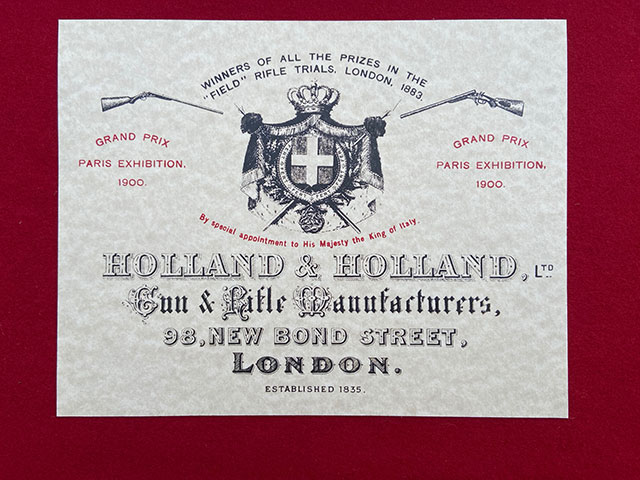 WINNERS OF ALL THE PRIZES IN THE
"FIELD" RIFLE TRIALS, LONDON, 1883.
GRAND PRIX
PARIS EXHIBITION,
1900.
GRAND PRIX
PARIS EXHIBITION,
1900.
By special appointment to His Majesty the King of Italy.
HOLLAND & HOLLAND, LTD
Gun & Rifle Manufacturers,
98, NEW BOND STREET,
LONDON.
ESTABLISHED 1835.